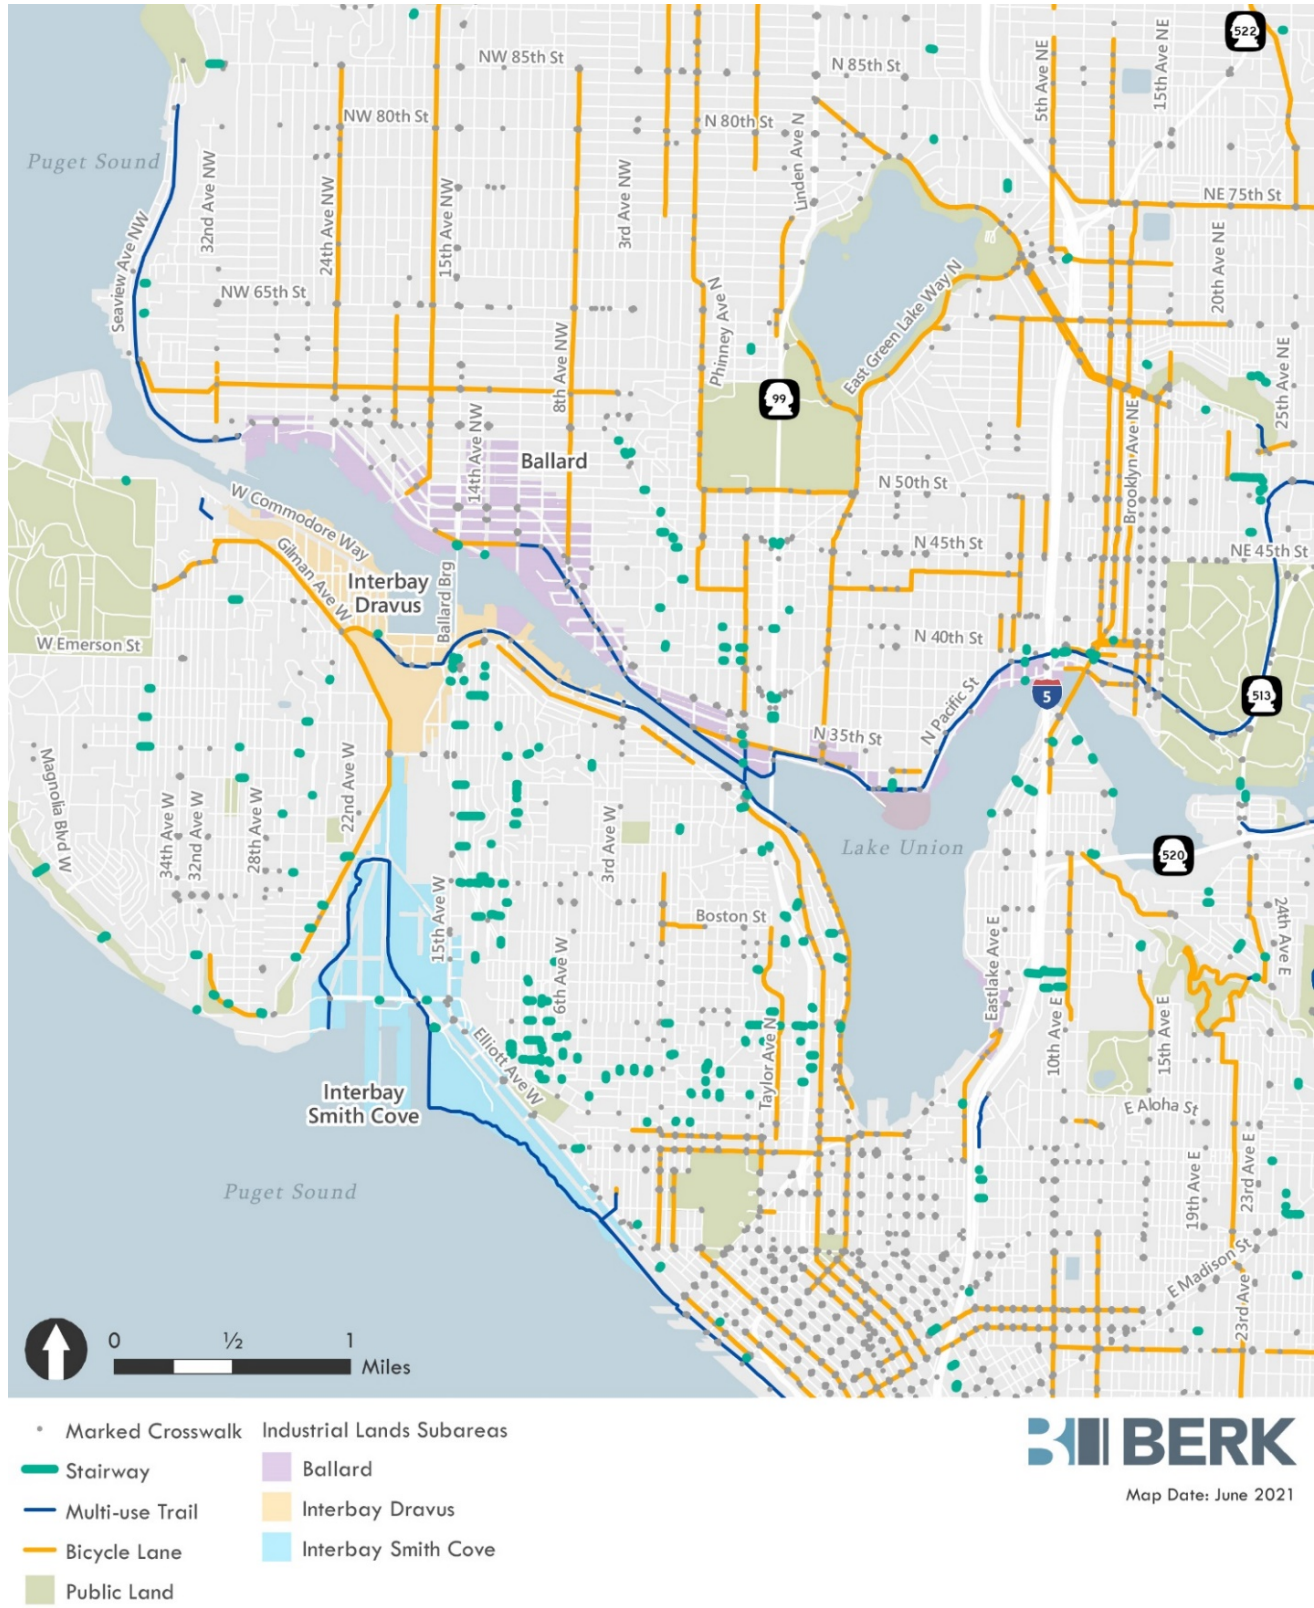 522
NW 85th St
N 85th St
5th Ave NE
15th Ave NE
NW 80th St
N 80th St
Puget Sound
Linden Ave N
32nd Ave NW
24th Ave NW
15th Ave NW
3rd Ave NW
NE 75th St
20th Ave NE
Seaview Ave NW
NW 65th St
Phinney Ave N
East Green Lake Way N
8th Ave NW
99
25th Ave NE
14th Ave NW
Ballard
Brooklyn Ave NE
N 50th St
W Commodore Way
Gilman Ave W
N 45th St
NE 45th St
Interbay
Dravus
Ballard Brg
W Emerson St
N 40th St
5
513
N Pacific St
N 35th St
Magnolia Blvd W
34th Ave W
32nd Ave W
28th Ave W
22nd Ave W
3rd Ave W
Lake Union
520
15th Ave W
Boston St
24th Ave E
6th Ave W
Eastlake Ave E
Elliott Ave W
Taylor Ave N
10th Ave E
15th Ave E
Interbay
Smith Cove
E Aloha St
Puget Sound
19th Ave E
23rd Ave E
E Madison St
23rd Ave
0
½
1
Miles
Marked Crosswalk
Stairway
Multi-use Trail
Bicycle Lane
Public Land
Industrial Lands Subareas
Ballard
Interbay Dravus
Interbay Smith Cove
BERK
Map Date: June 2021